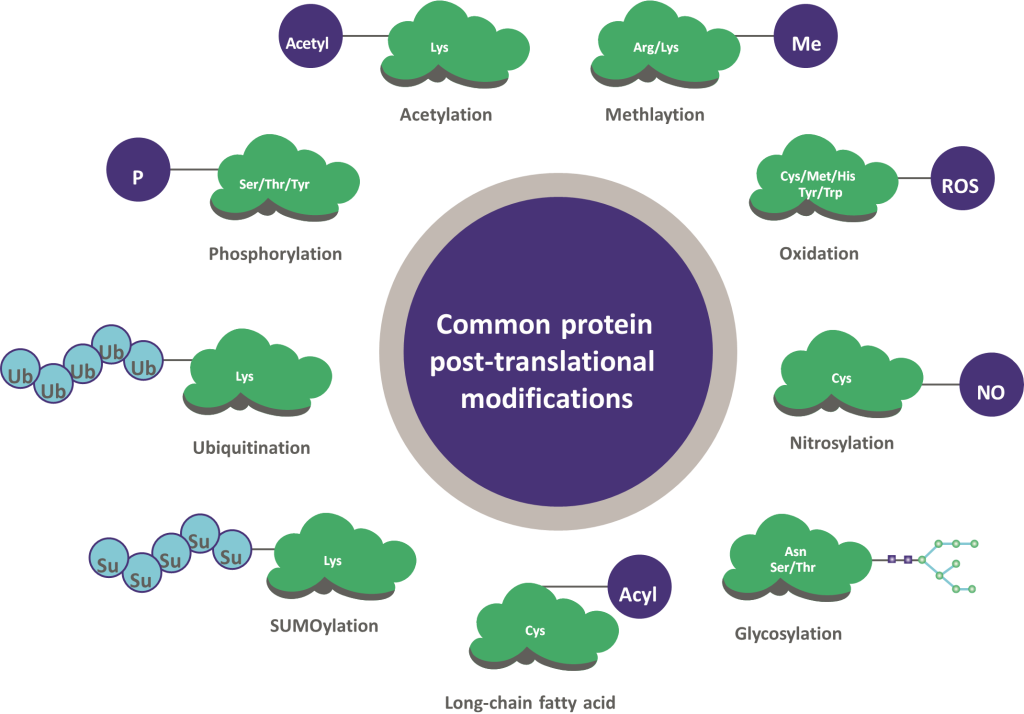 Acetyl
Lys
Acetylation
Arg/Lys
Me
Methlaytion
P
Ser/Thr/Tyr
Phosphorylation
Cys/Met/His
Tyr/Trp
ROS
Oxidation
Common protein
post-translational
modifications
Ub
Ub
Ub
Ub
Ub
Lys
Ubiquitination
Cys
NO
Nitrosylation
Su
Su
Su
Su
Su
Lys
SUMOylation
Cys
Acyl
Long-chain fatty acid
Asn
Ser/Thr
Glycosylation